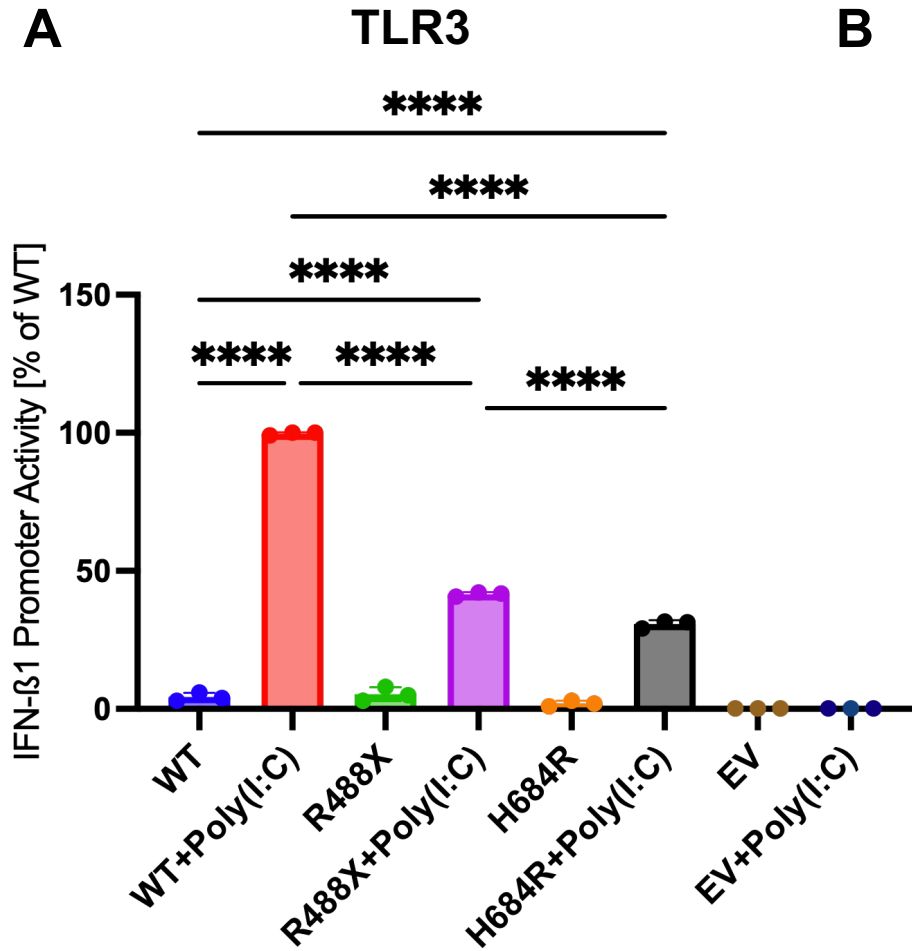 A
TLR3
B
****
****
****
**** ****
****
IFN-ß1 Promoter Activity [% of WT]
150
100
50
0
WT
WT+Poly(I:C)
R488X
R488X+Poly(I:C)
H684R
H684R+Poly(I:C)
EV
EV+Poly(I:C)